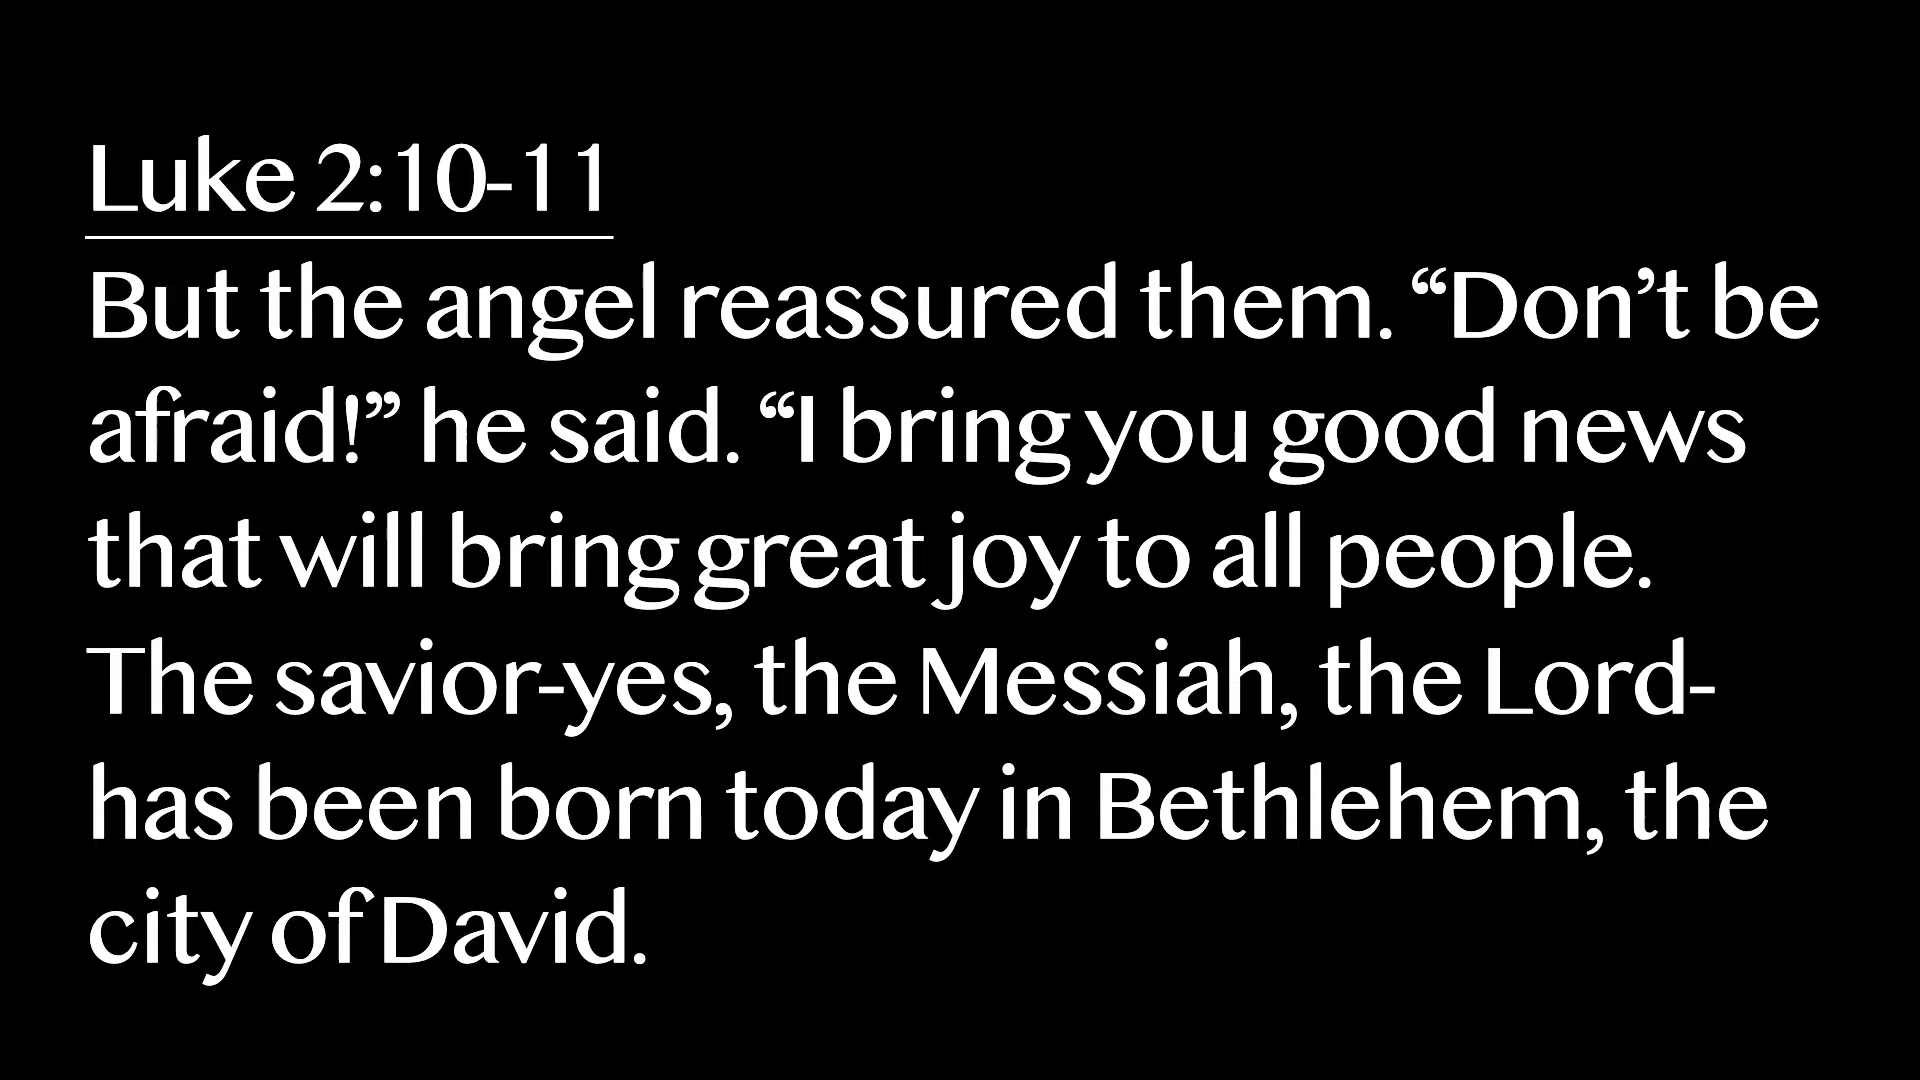 Luke 2:10-11
But the angel reassured them. “Don’t be
afraid!” he said. “I bring you good news
that will bring great joy to all people.
The savior-yes, the Messiah, the Lord-
has been born today in Bethlehem, the
city of David.